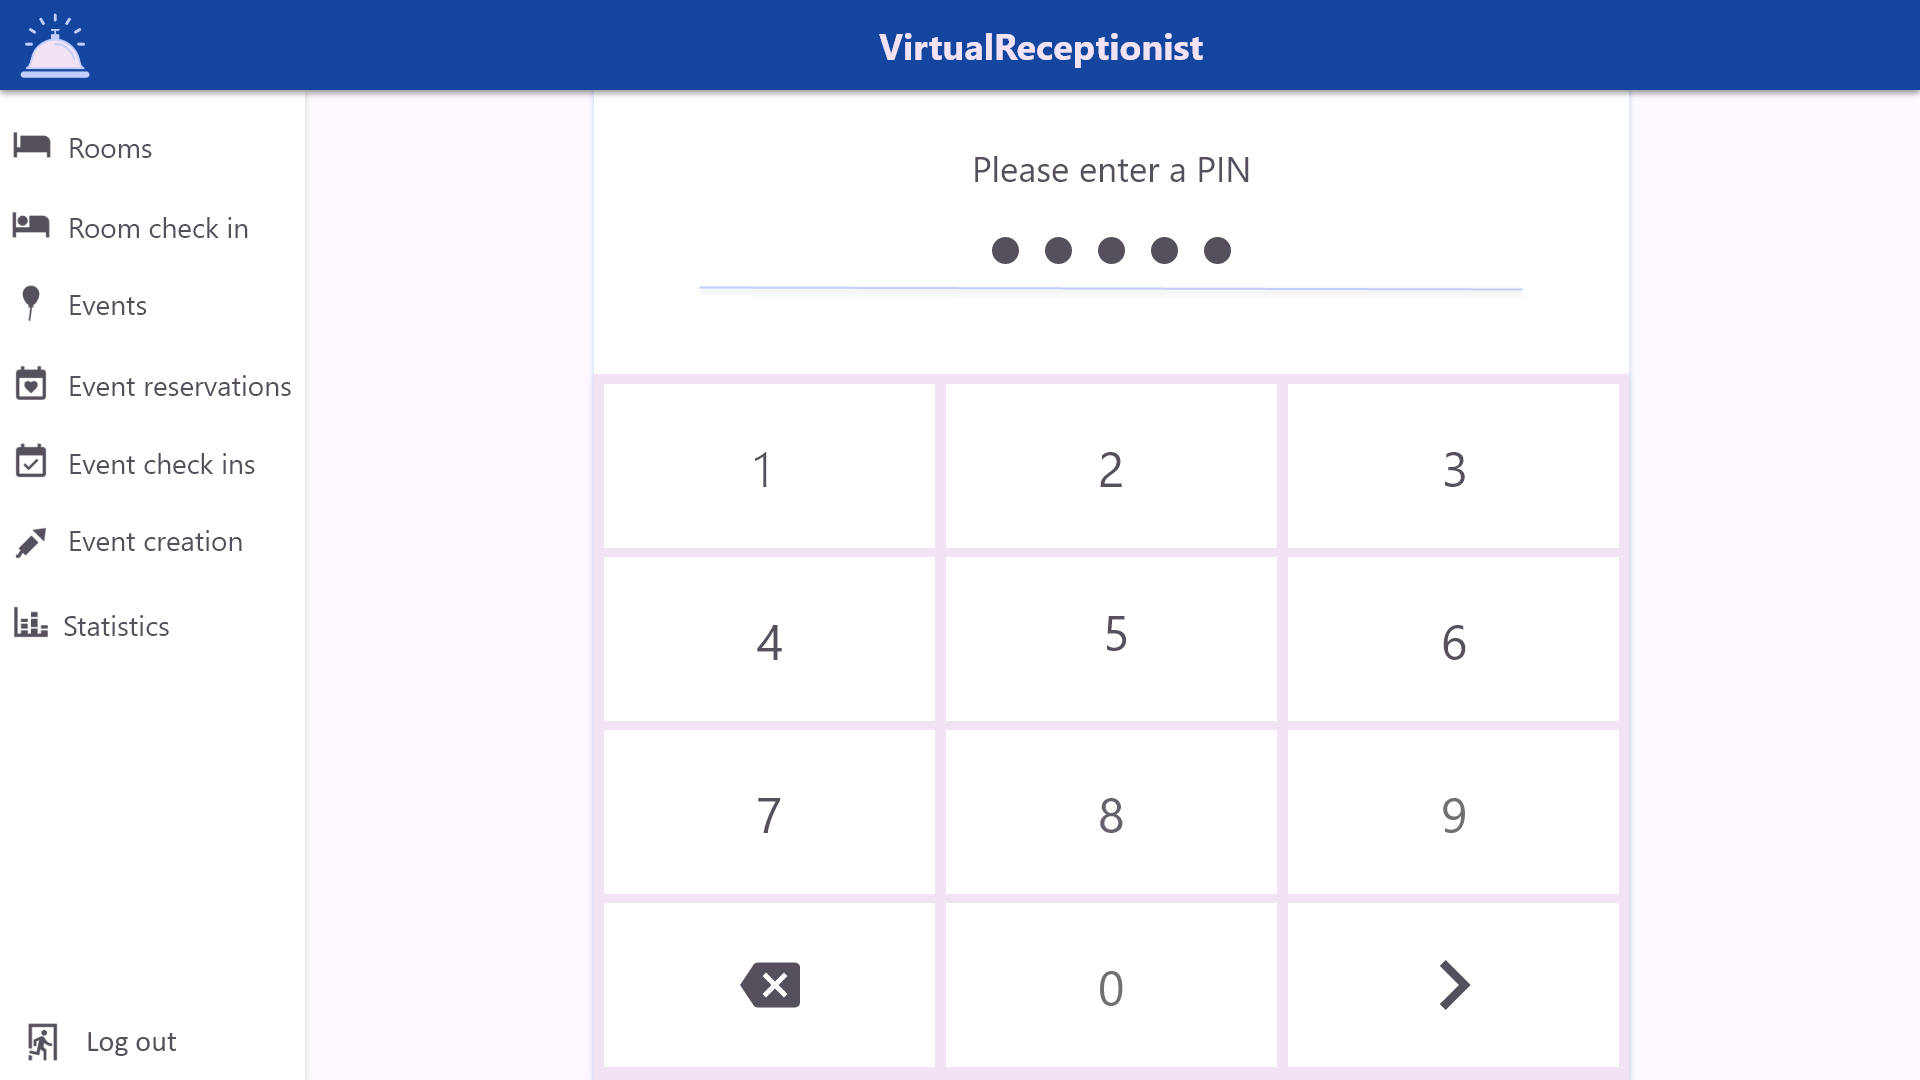 VirtualReceptionist
Rooms
Room check in
Events
Event reservations
Event check ins
Event creation
Statistics
Log out
Please enter a PIN
1 2 3
4 5 6
7 8 9
0